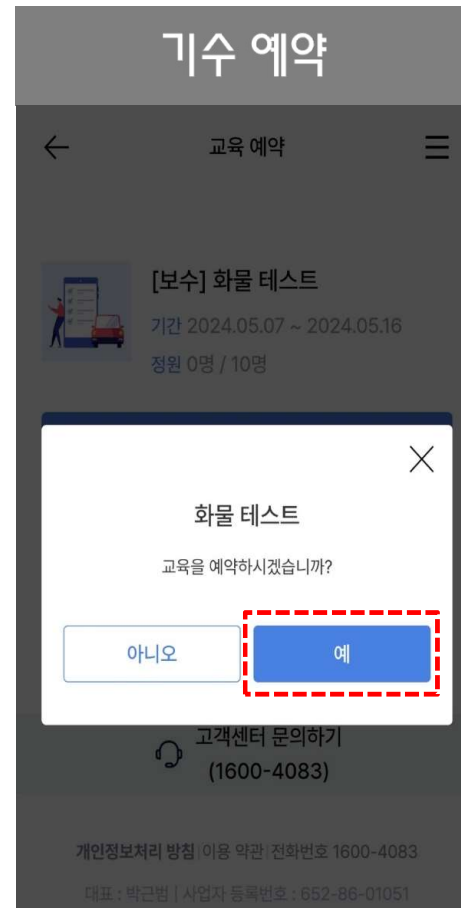 기수 예약
교육 예약
[보수] 화물 테스트
기간 2024.05.07 ~ 2024.05.16
정원 0명 / 10명
화물 테스트
교육을 예약하시겠습니까?
아니오
예
고객센터 문의하기
(1600-4083)
개인정보처리 방침|이용 약관|전화번호 1600-4083
대표 : 박근범 | 사업자 등록번호 : 652-86-01051